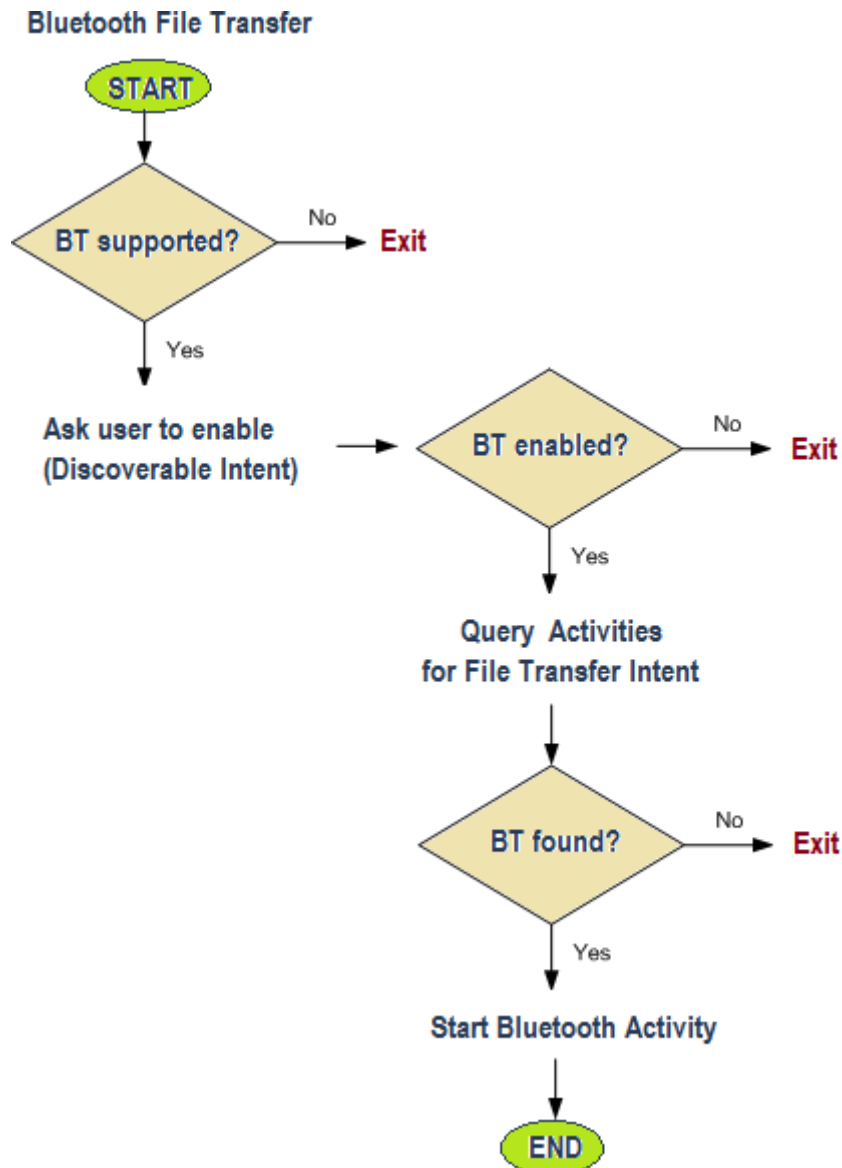 Bluetooth File Transfer
START
BT supported?
No
Exit
Yes
Ask user to enable
(Discoverable Intent)
BT enabled?
No
Exit
Yes
Query Activities
for File Transfer Intent
BT found?
No
Exit
Yes
Start Bluetooth Activity
END